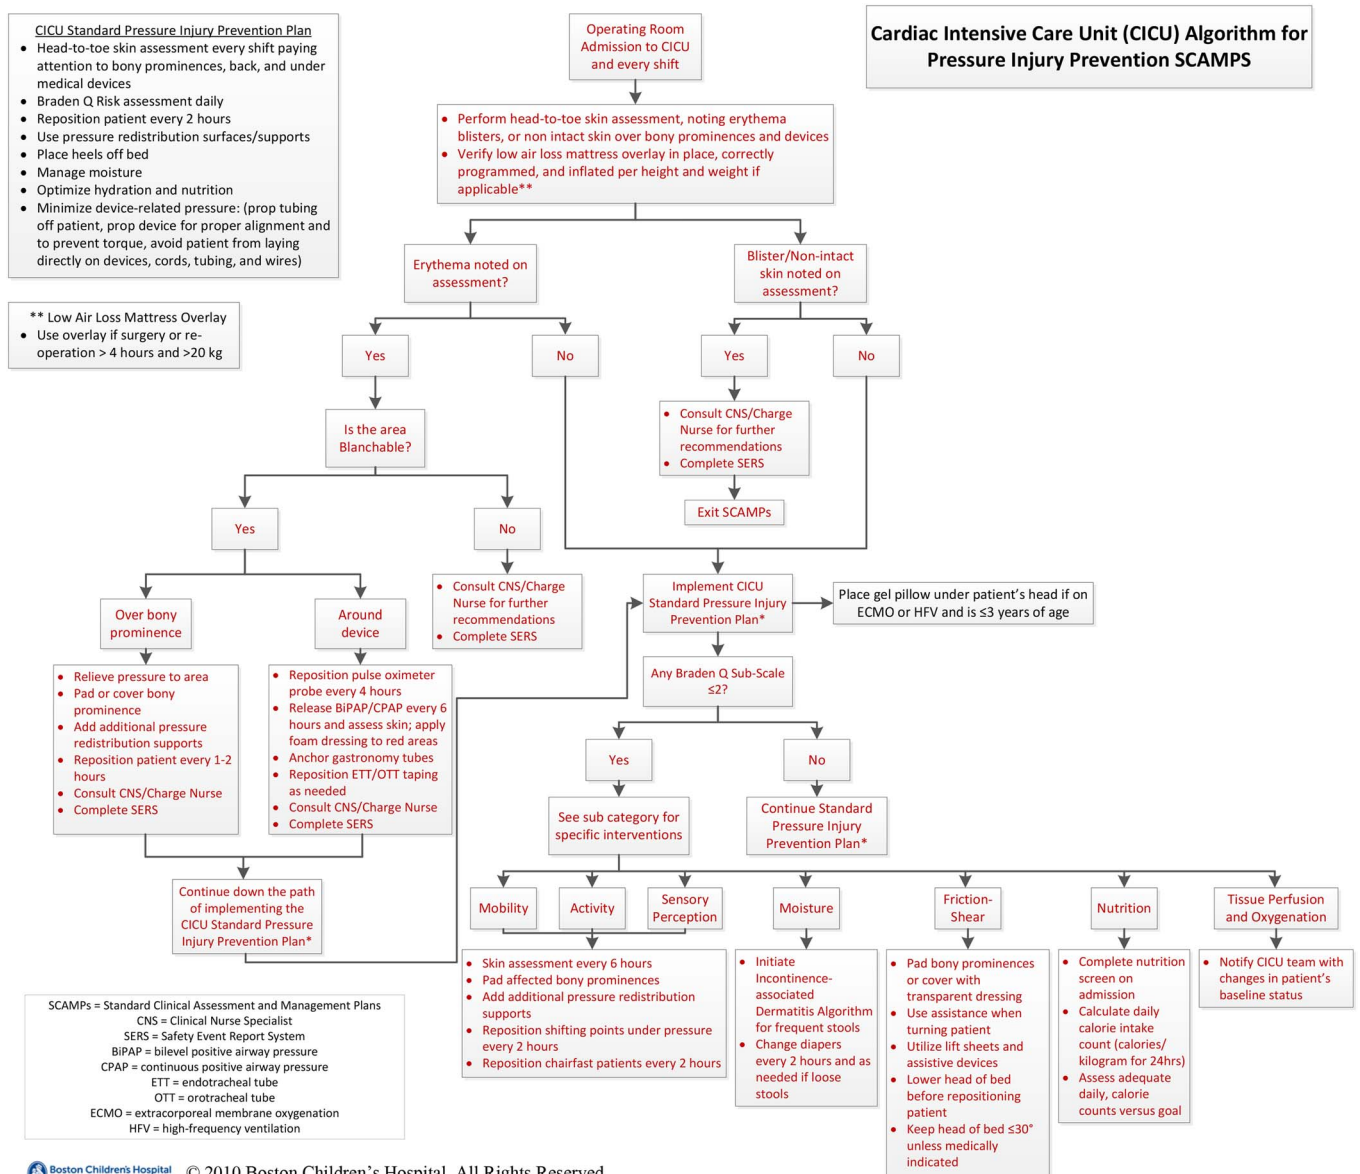 CICU Standard Pressure Injury Prevention Plan
• Head-to-toe skin assessment every shift paying
attention to bony prominences, back, and under
medical devices
• Braden Q Risk assessment daily
• Reposition patient every 2 hours
• Use pressure redistribution surfaces/supports
• Place heels off bed
• Manage moisture
• Optimize hydration and nutrition
• Minimize device-related pressure: (prop tubing
off patient, prop device for proper alignment and
to prevent torque, avoid patient from laying
directly on devices, cords, tubing, and wires)
Operating Room
Admission to CICU
and every shift
Cardiac Intensive Care Unit (CICU) Algorithm for
Pressure Injury Prevention SCAMPS
• Perform head-to-toe skin assessment, noting erythema
blisters, or non intact skin over bony prominences and devices
• Verify low air loss mattress overlay in place, correctly
programmed, and inflated per height and weight if
applicable**
** Low Air Loss Mattress Overlay
• Use overlay if surgery or re-
operation > 4 hours and >20 kg
Erythema noted on
assessment?
Blister/Non-intact
skin noted on
assessment?
Yes
No
Yes
No
Is the area
Blanchable?
• Consult CNS/Charge
Nurse for further
recommendations
• Complete SERS
Exit SCAMPs
Yes
No
• Consult CNS/Charge
Nurse for further
recommendations
• Complete SERS
Over bony
prominence
Around
device
Implement CICU
Standard Pressure Injury
Prevention Plan*
Place gel pillow under patient's head if on
ECMO or HFV and is ≤3 years of age
• Relieve pressure to area
• Pad or cover bony
prominence
• Add additional pressure
redistribution supports
• Reposition patient every 1-2
hours
• Consult CNS/Charge Nurse
• Complete SERS
• Reposition pulse oximeter
probe every 4 hours
• Release BiPAP/CPAP every 6
hours and assess skin; apply
foam dressing to red areas
• Anchor gastronomy tubes
• Reposition ETT/OTT taping
as needed
• Consult CNS/Charge Nurse
• Complete SERS
Any Braden Q Sub-Scale
≤2?
Yes
No
See sub category for
specific interventions
Continue Standard
Pressure Injury
Prevention Plan*
Continue down the path
of implementing the
CICU Standard Pressure
Injury Prevention Plan*
Mobility
Activity
Sensory
Perception
Moisture
Friction-
Shear
Nutrition
Tissue Perfusion
and Oxygenation
• Skin assessment every 6 hours
• Pad affected bony prominences
• Add additional pressure redistribution
supports
• Reposition shifting points under pressure
every 2 hours
• Reposition chairfast patients every 2 hours
• Initiate
Incontinence-
associated
Dermatitis Algorithm
for frequent stools
• Change diapers
every 2 hours and as
needed if loose
stools
• Pad bony prominences
or cover with
transparent dressing
• Use assistance when
turning patient
• Utilize lift sheets and
assistive devices
• Lower head of bed
before repositioning
patient
• Keep head of bed ≤30°
unless medically
indicated
• Complete nutrition
screen on
admission
• Calculate daily
calorie intake
count (calories/
kilogram for 24hrs)
• Assess adequate
daily, calorie
counts versus goal
• Notify CICU team with
changes in patient's
baseline status
SCAMPs = Standard Clinical Assessment and Management Plans
CNS = Clinical Nurse Specialist
SERS = Safety Event Report System
BiPAP = bilevel positive airway pressure
CPAP = continuous positive airway pressure
ETT = endotracheal tube
OTT = orotracheal tube
ECMO = extracorporeal membrane oxygenation
HFV = high-frequency ventilation
Boston Children's Hospital
© 2010 Boston Children's Hospital. All Rights Reserved